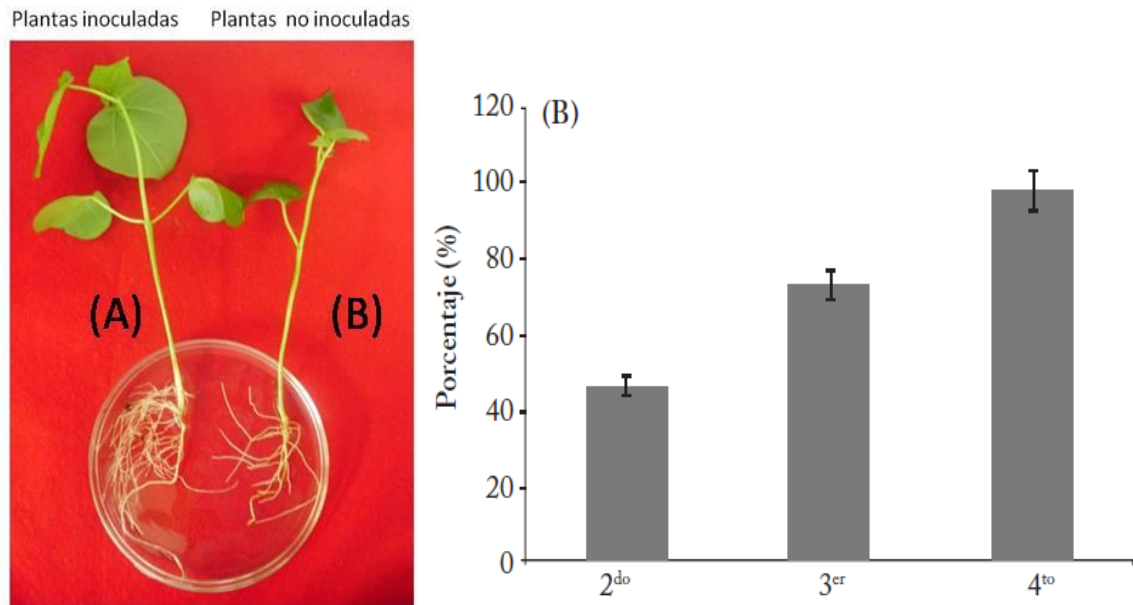 Plantas inoculadas Plantas no inoculadas
(A)
(B)
(B)
Porcentaje (%)
120
100
80
60
40
20
0
2do 3er 4to